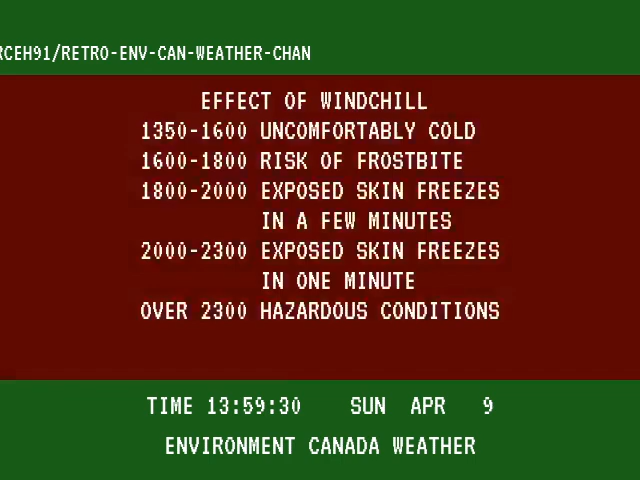 RCEH91/RETRO-ENV-CAN-WEATHER-CHAN
EFFECT OF WINDCHILL
1350-1600 UNCOMFORTABLY COLD
1600-1800 RISK OF FROSTBITE
1800-2000 EXPOSED SKIN FREEZES
IN A FEW MINUTES
2000-2300 EXPOSED SKIN FREEZES
IN ONE MINUTE
OVER 2300 HAZARDOUS CONDITIONS
TIME 13:59:30 SUN APR 9
ENVIRONMENT CANADA WEATHER